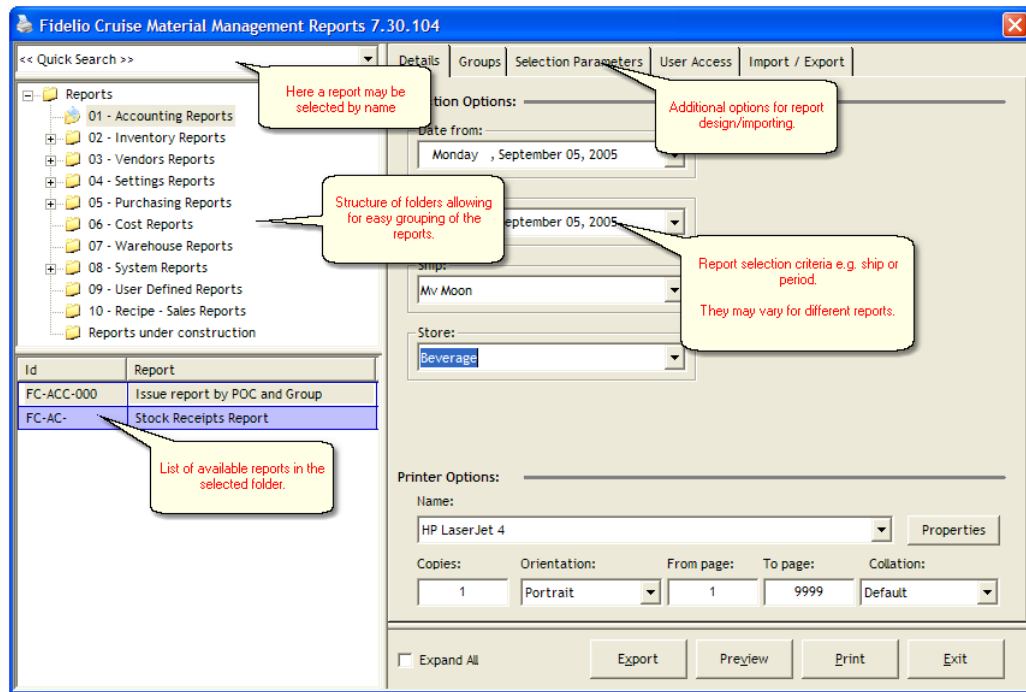 Fidelio Cruise Material Management Reports 7.30.104
<< Quick Search >>
Here a report may be
selected by name
Reports
01 - Accounting Reports
02 - Inventory Reports
03 - Vendors Reports
04 - Settings Reports
05 - Purchasing Reports
06 - Cost Reports
07 - Warehouse Reports
08 - System Reports
09 - User Defined Reports
10 - Recipe - Sales Reports
Reports under construction
Structure of folders allowing
for easy grouping of the
reports.
Id Report
FC-ACC-000 Issue report by POC and Group
FC-AC- Stock Receipts Report
List of available reports in the
selected folder.
Details Groups Selection Parameters User Access Import / Export
Additional options for report
design/importing.
Options:
Date from:
Monday , September 05, 2005
September 05, 2005
Report selection criteria e.g. ship or
period.
They may vary for different reports.
Ship:
Mv Moon
Store:
Beverage
Printer Options:
Name:
HP LaserJet 4 Properties
Copies: Orientation: From page: To page: Collation:
1 Portrait 1 9999 Default
Expand All Export Preview Print Exit